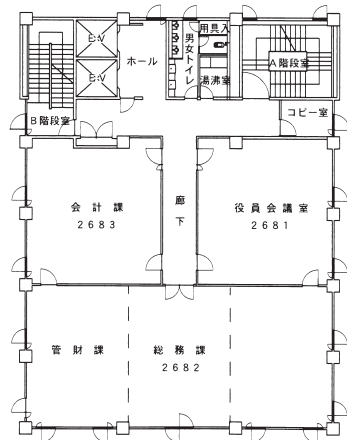 用具入
E・V
ホール
男女トイレ
E・V
湯沸室
A階段室
コピー室
B階段室
会計課
2683
廊下
役員会議室
2681
管財課
総務課
2682